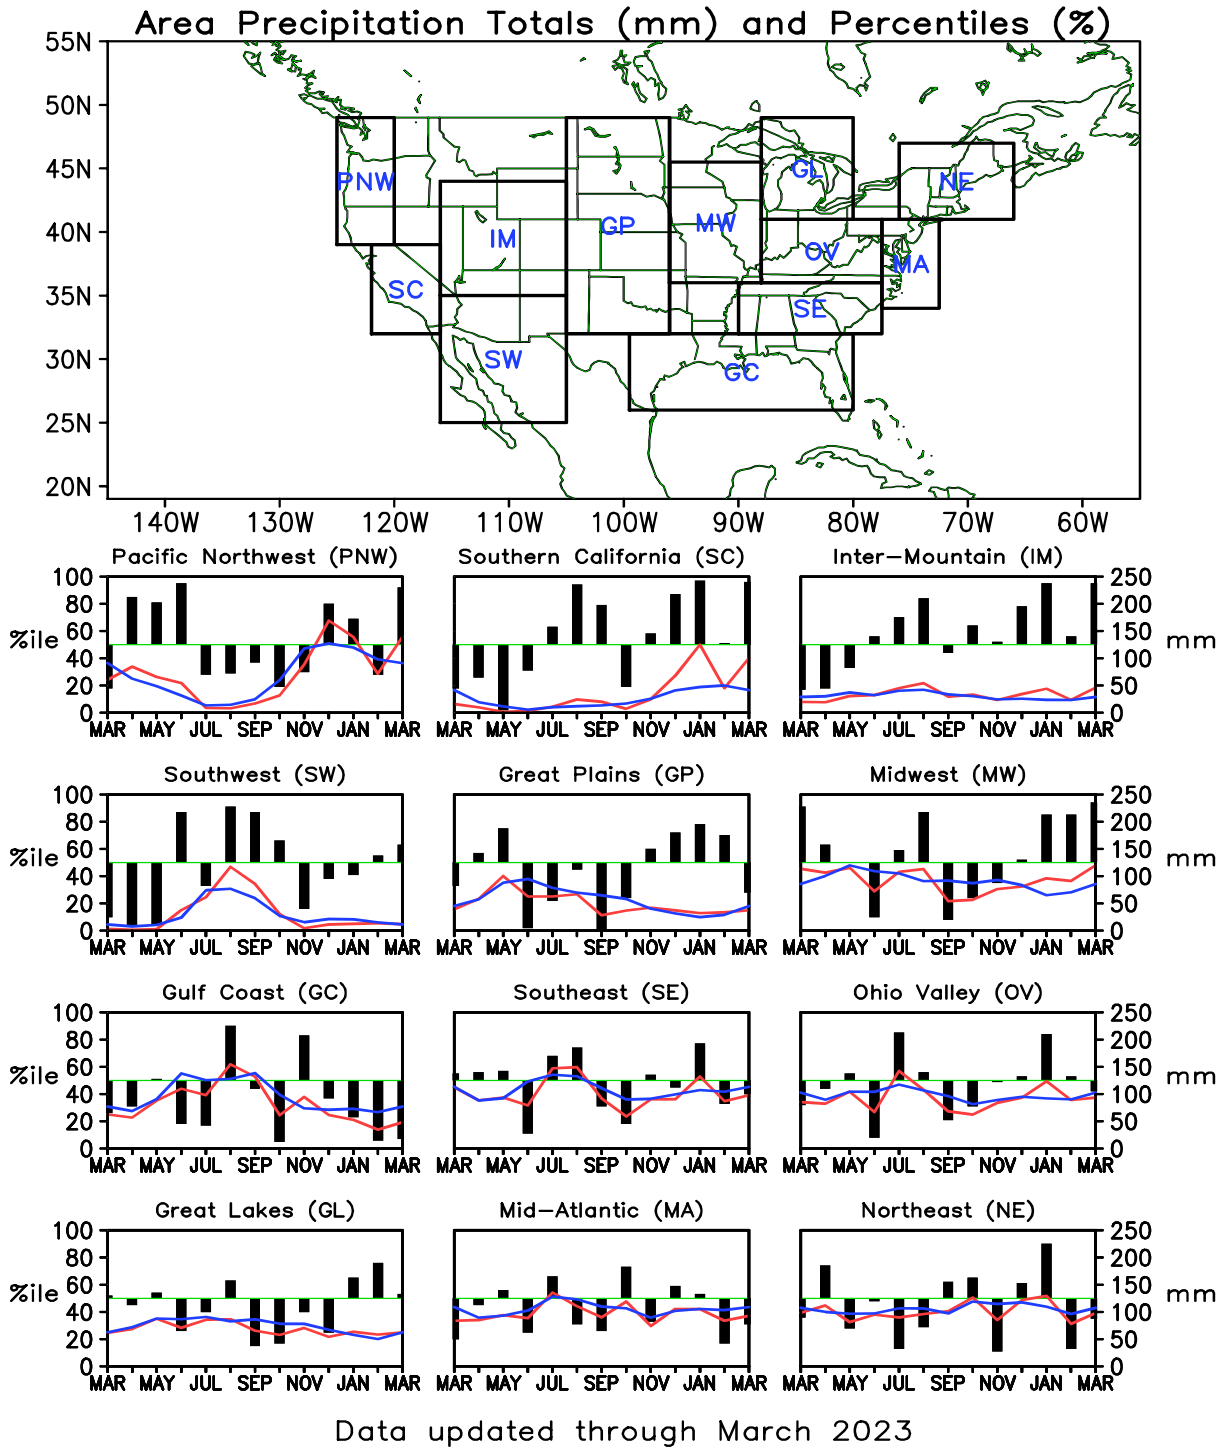 Area Precipitation Totals (mm) and Percentiles (%)
55N
50N
45N
40N
35N
30N
25N
20N
PNW
IM
GP
MW
GL
NE
OV
MA
SC
SE
SW
GC
140W 130W 120W 110W 100W 90W 80W 70W 60W
Pacific Northwest (PNW) Southern California (SC) Inter-Mountain (IM)
100 250
80 200
%ile 60 150 mm
40 100
20 50
0 0
MAR MAY JUL SEP NOV JAN MAR MAR MAY JUL SEP NOV JAN MAR MAR MAY JUL SEP NOV JAN MAR
Southwest (SW) Great Plains (GP) Midwest (MW)
100 250
80 200
%ile 60 150 mm
40 100
20 50
0 0
MAR MAY JUL SEP NOV JAN MAR MAR MAY JUL SEP NOV JAN MAR MAR MAY JUL SEP NOV JAN MAR
Gulf Coast (GC) Southeast (SE) Ohio Valley (OV)
100 250
80 200
%ile 60 150 mm
40 100
20 50
0 0
MAR MAY JUL SEP NOV JAN MAR MAR MAY JUL SEP NOV JAN MAR MAR MAY JUL SEP NOV JAN MAR
Great Lakes (GL) Mid-Atlantic (MA) Northeast (NE)
100 250
80 200
%ile 60 150 mm
40 100
20 50
0 0
MAR MAY JUL SEP NOV JAN MAR MAR MAY JUL SEP NOV JAN MAR MAR MAY JUL SEP NOV JAN MAR
Data updated through March 2023